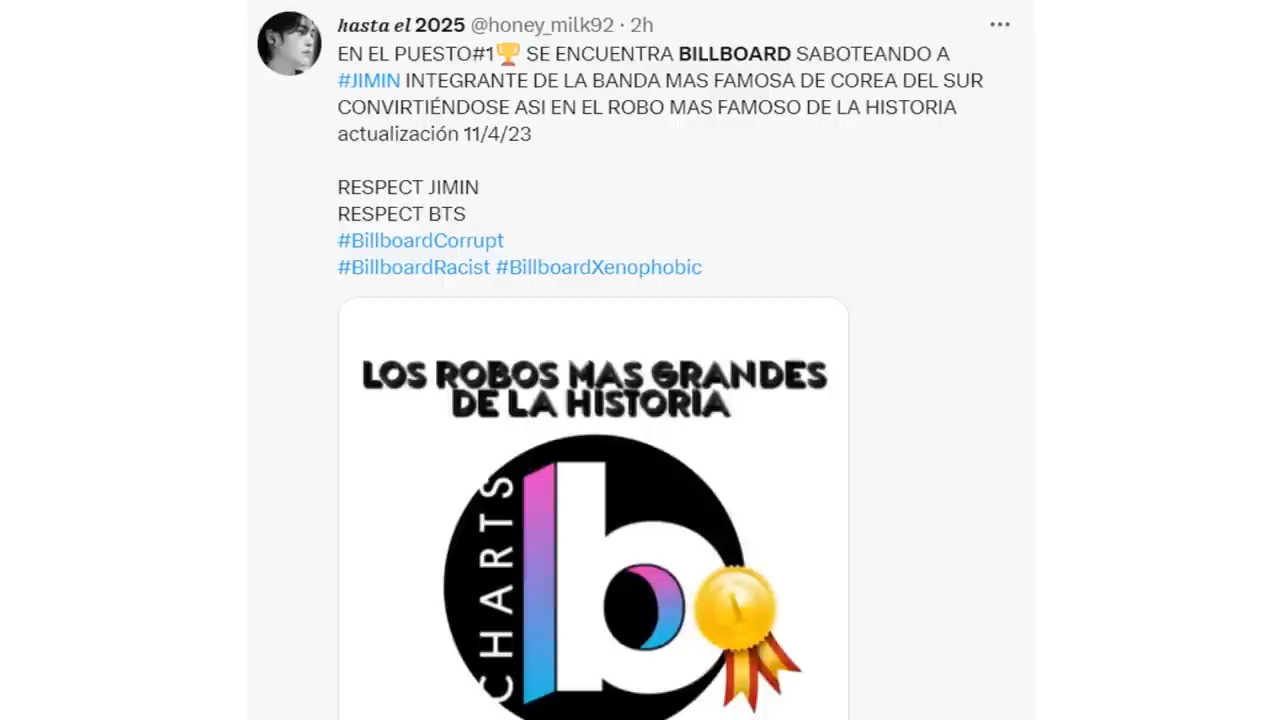 hasta el 2025 @honey_milk92 · 2h
EN EL PUESTO#1🏆 SE ENCUENTRA BILLBOARD SABOTEANDO A
#JIMIN INTEGRANTE DE LA BANDA MAS FAMOSA DE COREA DEL SUR
CONVIRTIÉNDOSE ASI EN EL ROBO MAS FAMOSO DE LA HISTORIA
actualización 11/4/23
RESPECT JIMIN
RESPECT BTS
#BillboardCorrupt
#BillboardRacist #BillboardXenophobic
LOS ROBOS MAS GRANDES
DE LA HISTORIA
CHARTS
b
1